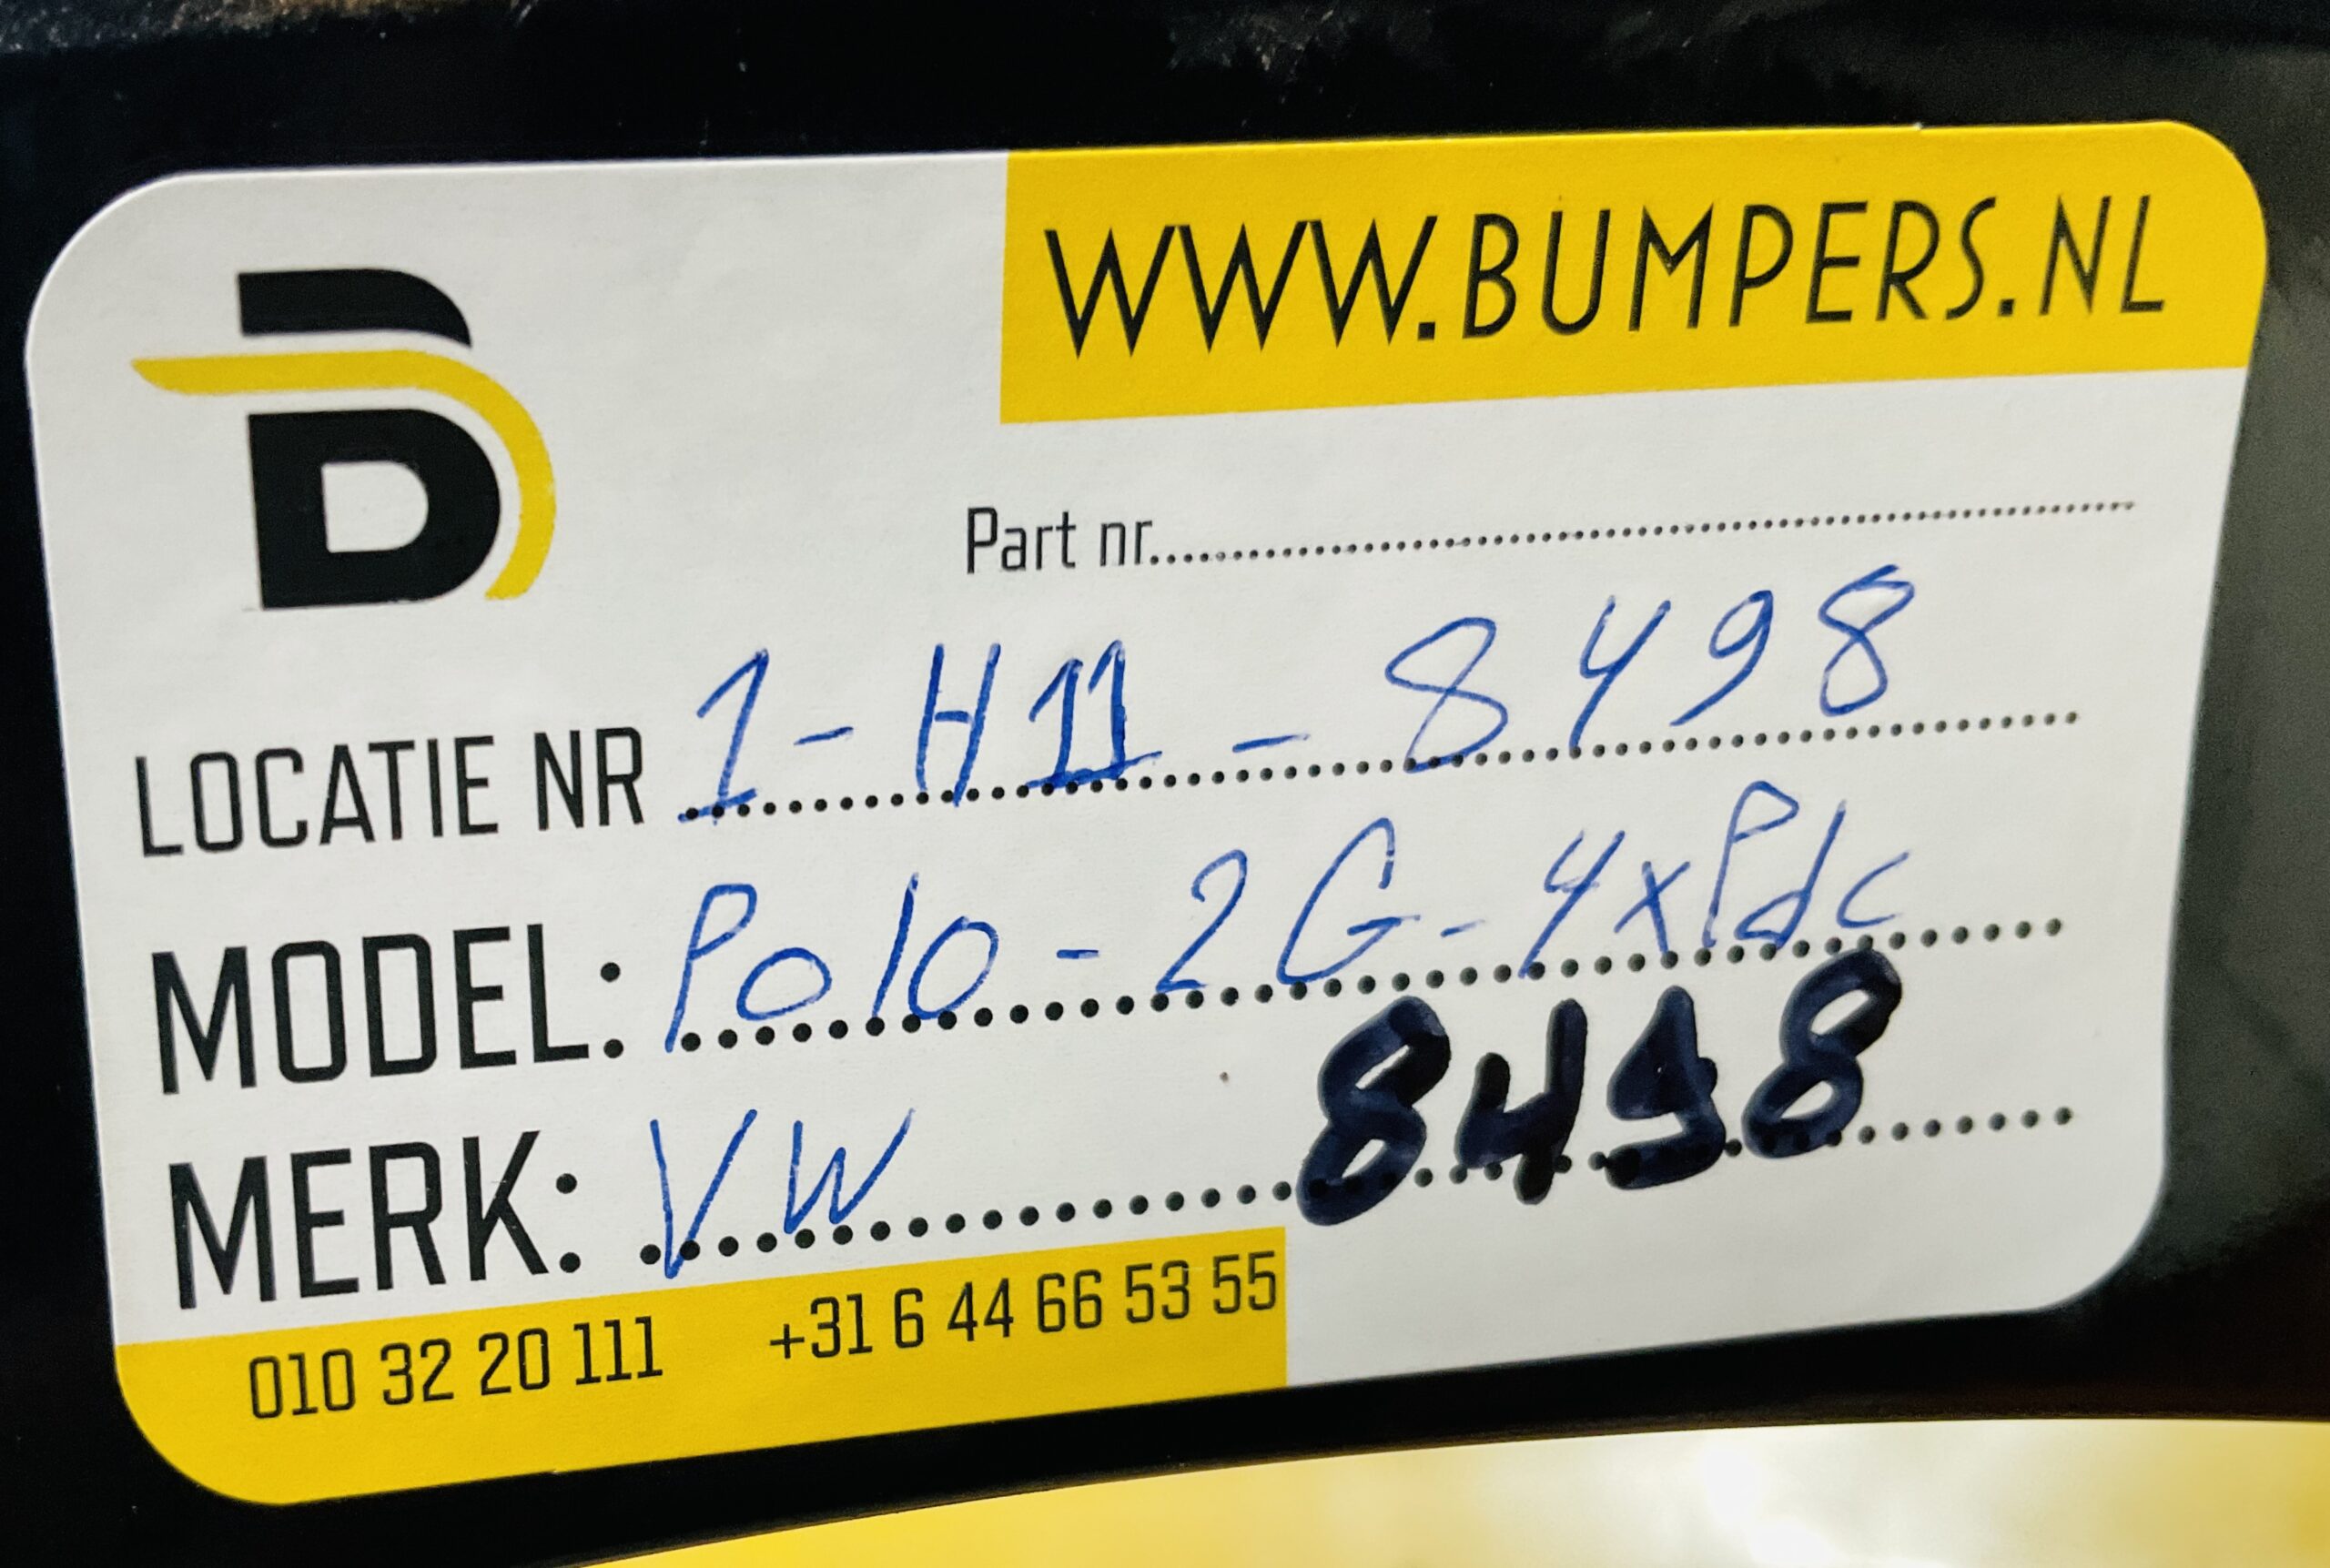 WWW.BUMPERS.NL
B
Part nr..........
LOCATIE NR 1-H11-8498
MODEL: Polo-2G-4xPdc
MERK: VW 8498
010 32 20 111 +31 6 44 66 53 55